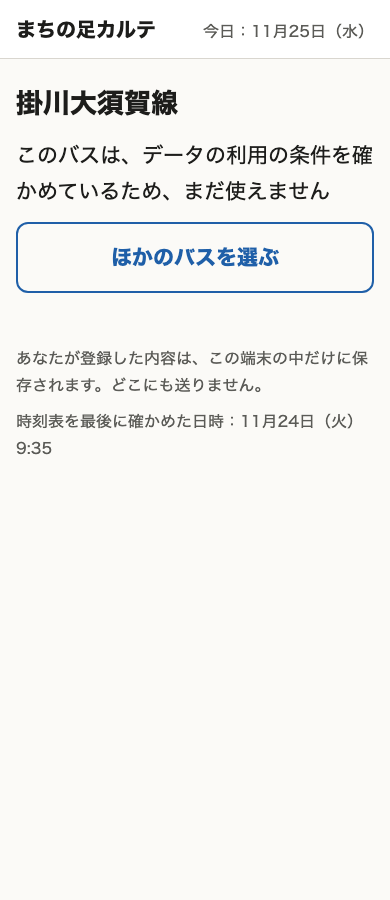 まちの足カルテ
今日：11月25日（水）
掛川大須賀線
このバスは、データの利用の条件を確
かめているため、まだ使えません
ほかのバスを選ぶ
あなたが登録した内容は、この端末の中だけに保
存されます。どこにも送りません。
時刻表を最後に確かめた日時：11月24日（火）
9:35